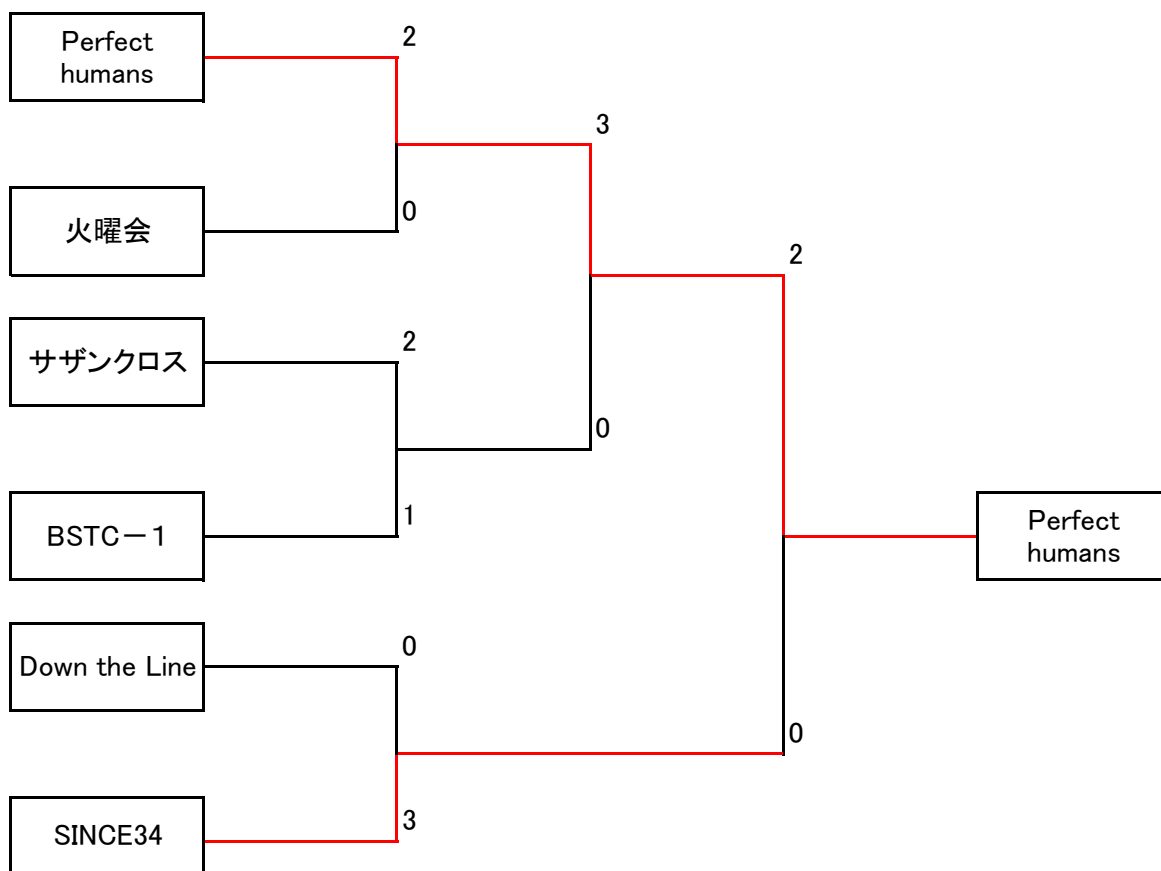 Perfect
humans
2
3
火曜会
0
2
サザンクロス
2
0
BSTC－１
1
Perfect
humans
Down the Line
0
0
SINCE34
3